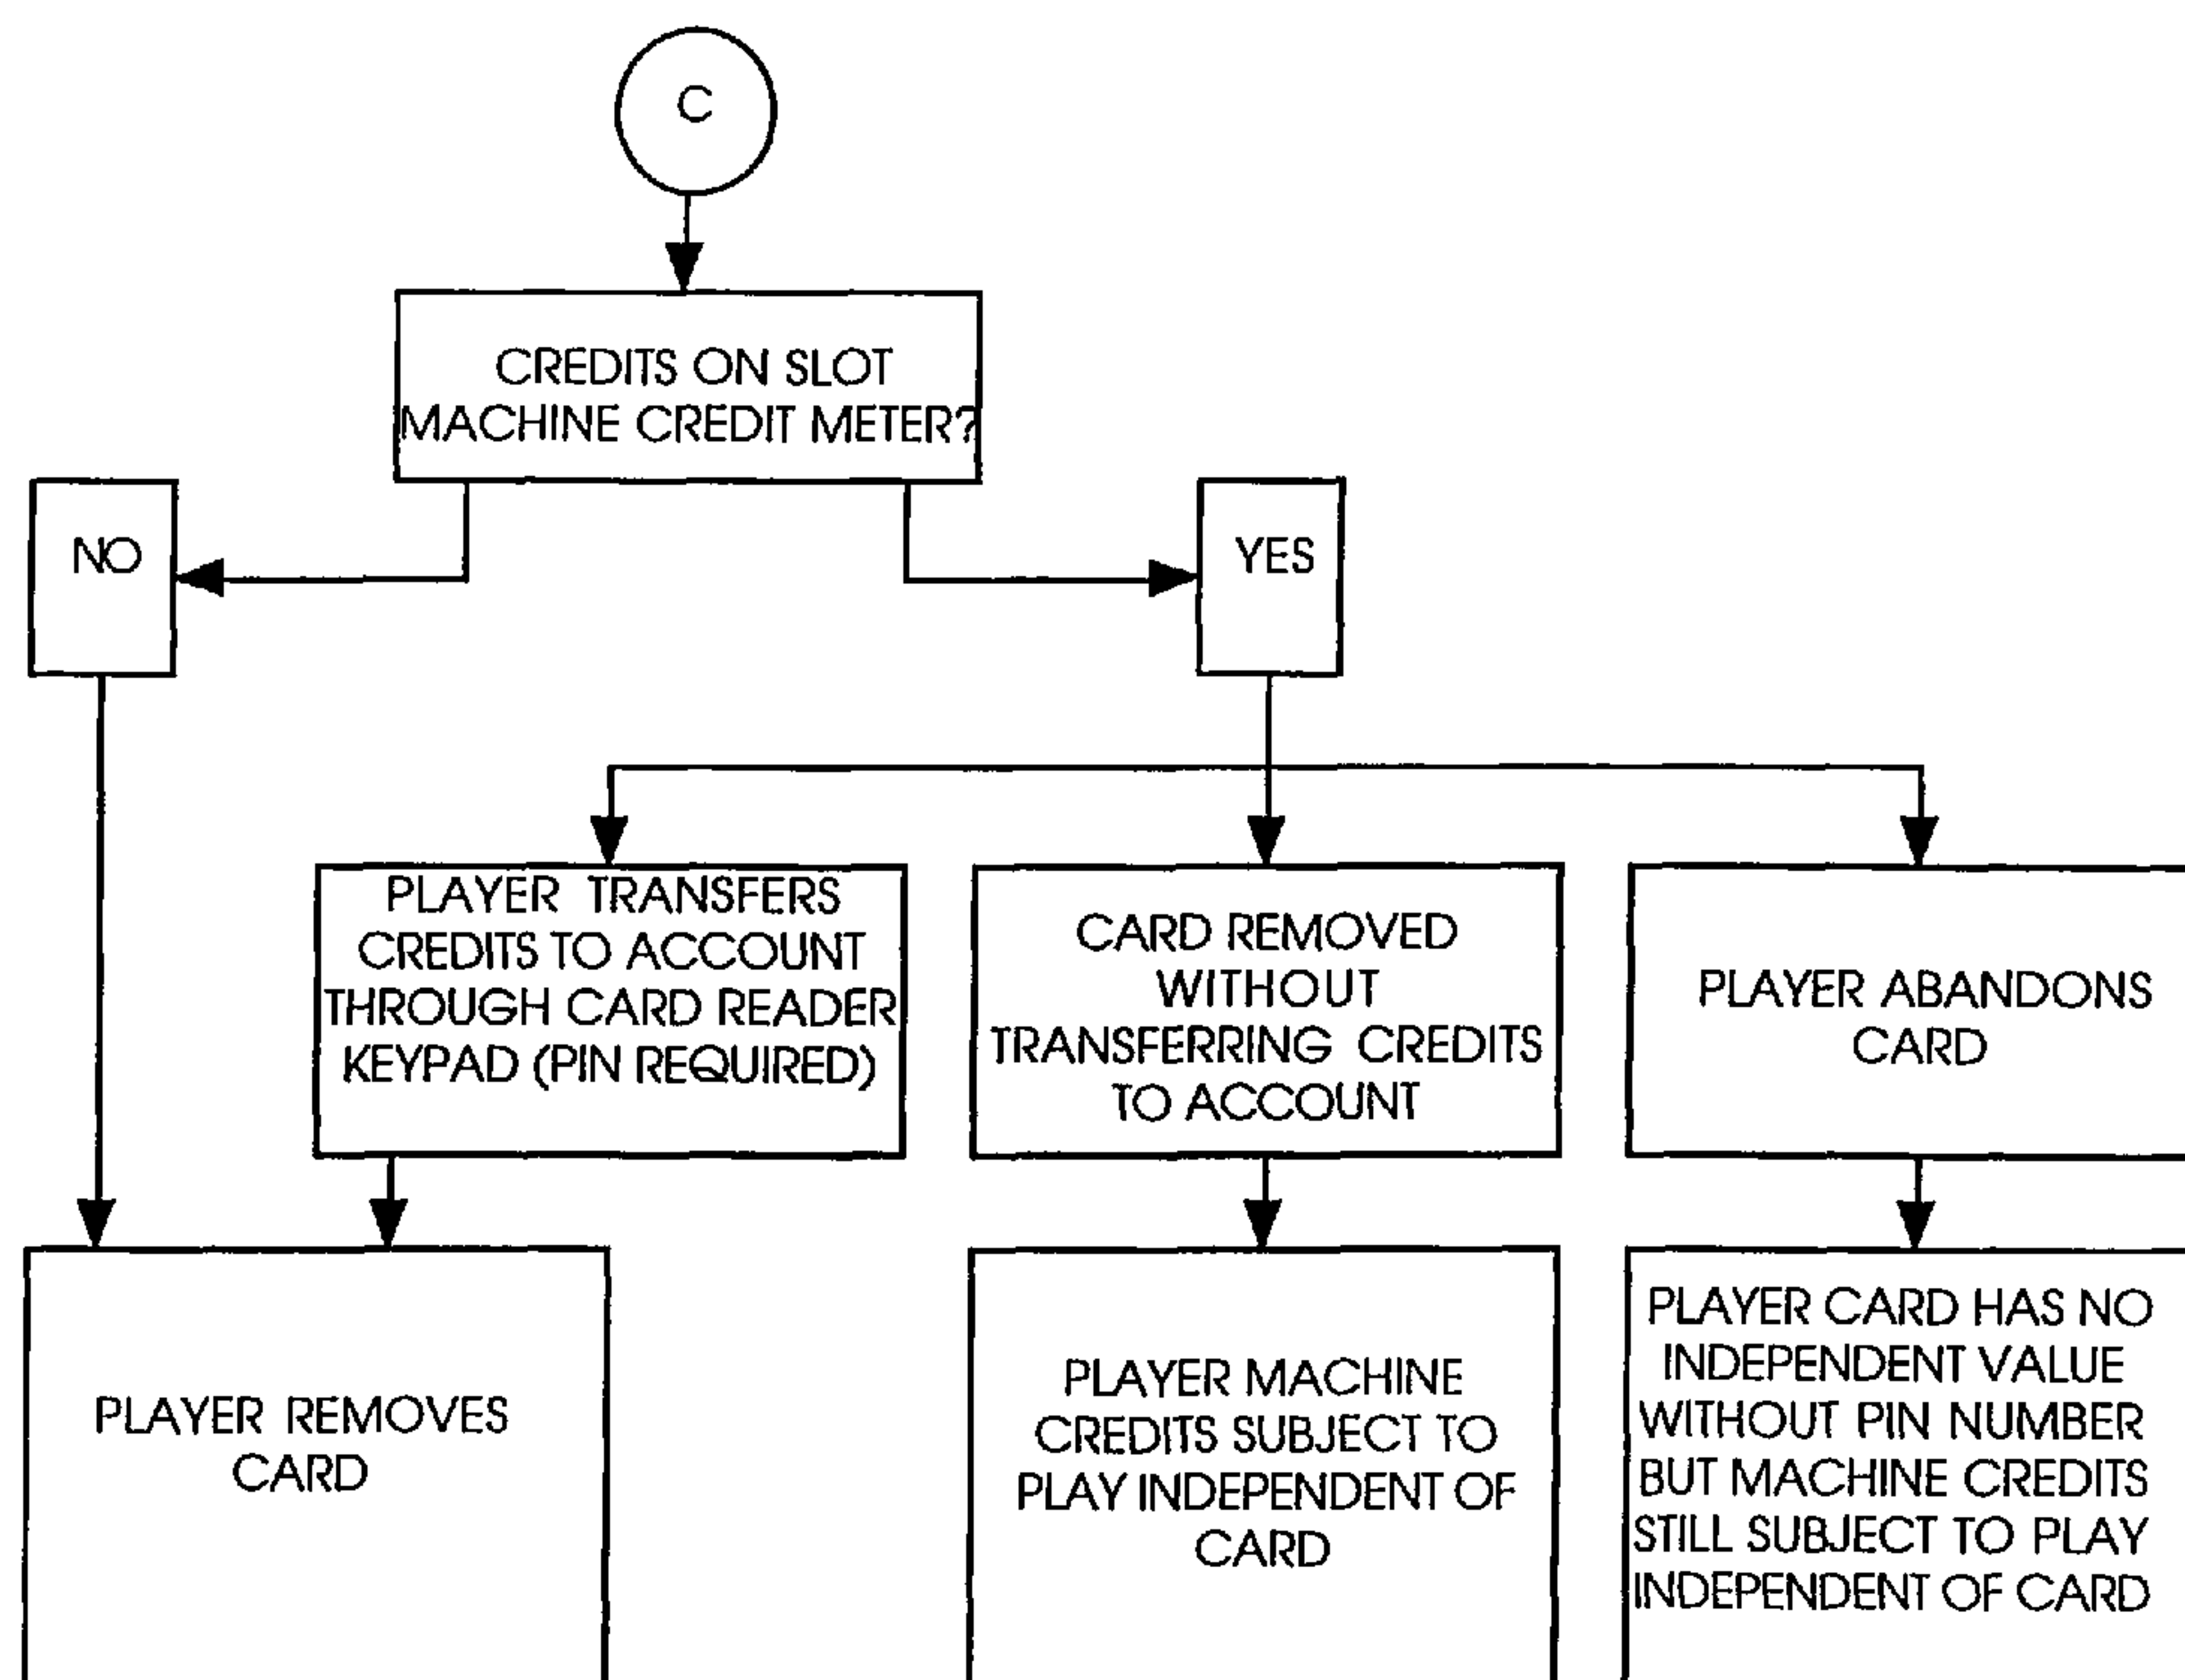 C
CREDITS ON SLOT
MACHINE CREDIT METER?
NO
YES
PLAYER TRANSFERS
CREDITS TO ACCOUNT
THROUGH CARD READER
KEYPAD (PIN REQUIRED)
CARD REMOVED
WITHOUT
TRANSFERRING CREDITS
TO ACCOUNT
PLAYER ABANDONS
CARD
PLAYER REMOVES
CARD
PLAYER MACHINE
CREDITS SUBJECT TO
PLAY INDEPENDENT OF
CARD
PLAYER CARD HAS NO
INDEPENDENT VALUE
WITHOUT PIN NUMBER
BUT MACHINE CREDITS
STILL SUBJECT TO PLAY
INDEPENDENT OF CARD